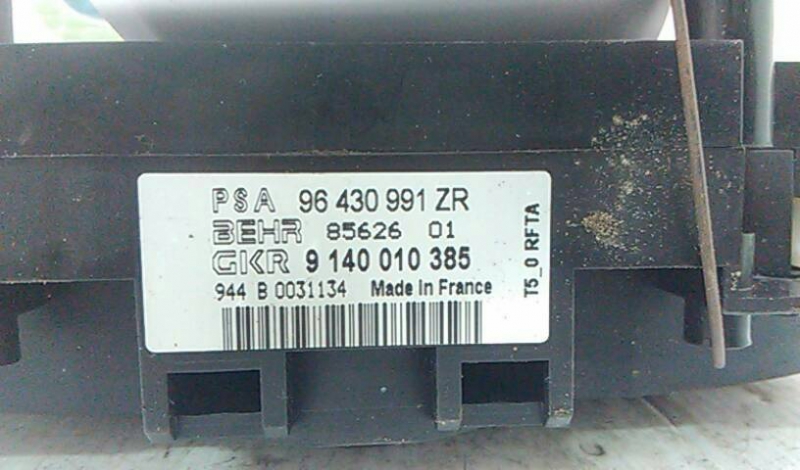 PSA 96 430 991 ZR
BEHR 85626 01
GKR 9 140 010 385
944 B 0031134 Made in France
T5_0 RFTA